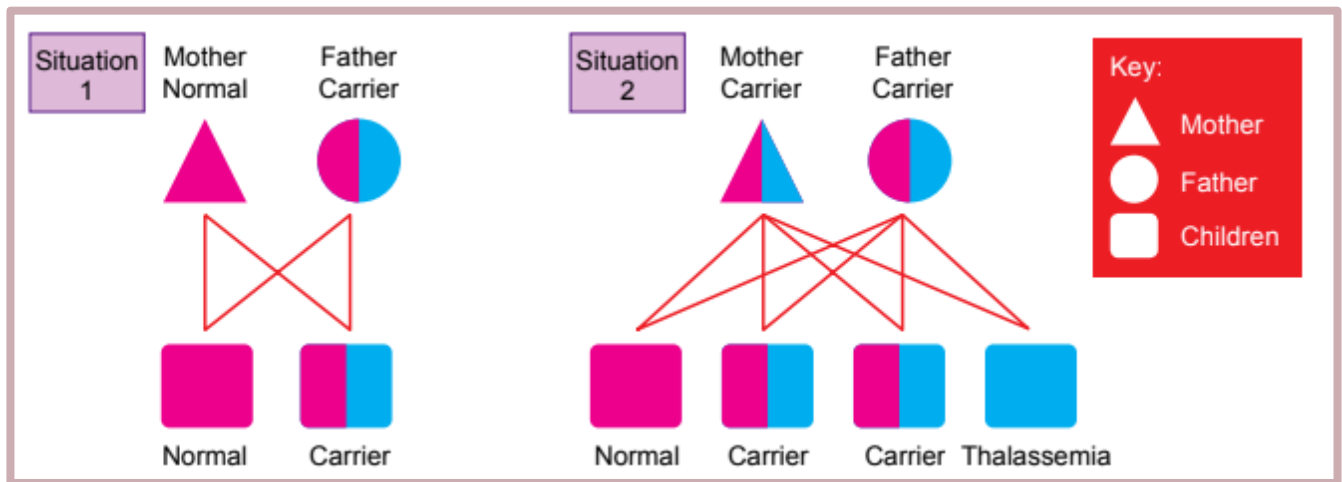 Situation
1
Mother
Normal
Father
Carrier
Normal
Carrier
Situation
2
Mother
Carrier
Father
Carrier
Normal
Carrier
Carrier
Thalassemia
Key:
Mother
Father
Children